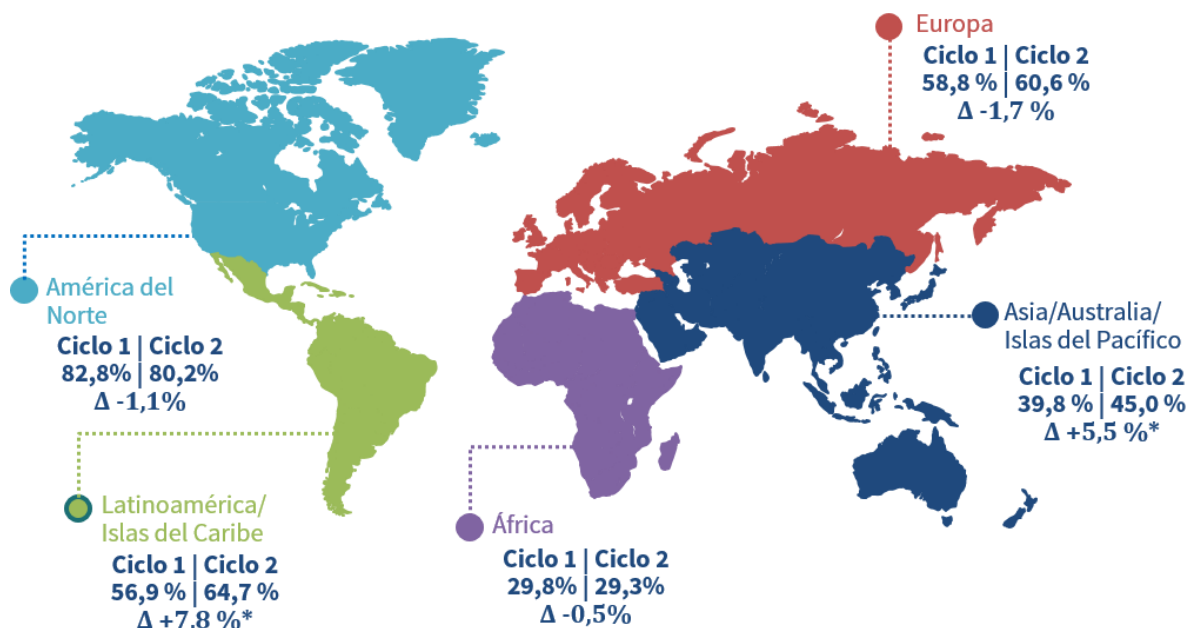 Europa
Ciclo 1 | Ciclo 2
58,8 % | 60,6 %
Δ -1,7 %
América del
Norte
Ciclo 1 | Ciclo 2
82,8% | 80,2%
Δ -1,1%
Asia/Australia/
Islas del Pacífico
Ciclo 1 | Ciclo 2
39,8 % | 45,0 %
Δ +5,5 %*
Latinoamérica/
Islas del Caribe
Ciclo 1 | Ciclo 2
56,9 % | 64,7 %
Δ +7,8 %*
África
Ciclo 1 | Ciclo 2
29,8% | 29,3%
Δ -0,5%